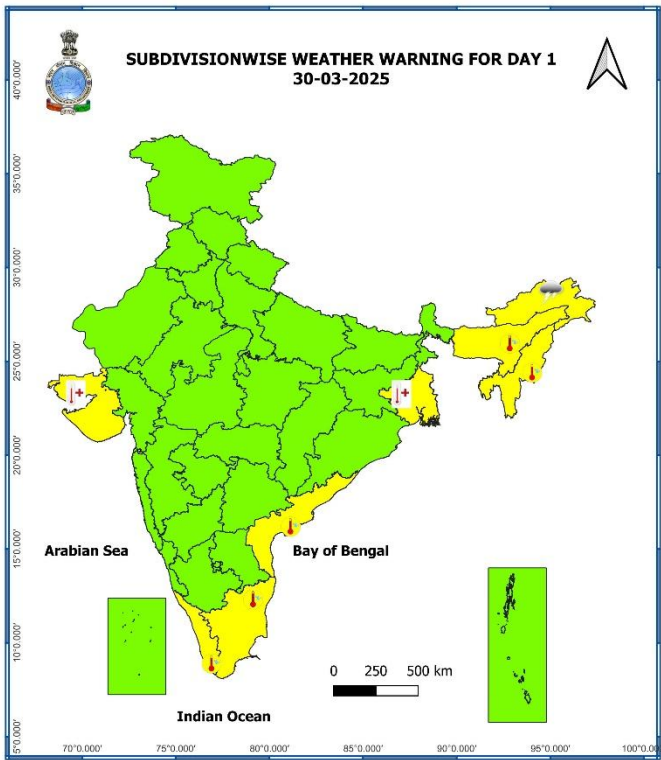 SUBDIVISIONWISE WEATHER WARNING FOR DAY 1
30-03-2025
40°0.000'
35°0.000'
30°0.000'
25°0.000'
20°0.000'
15°0.000'
10°0.000'
5°0.000'
Arabian Sea
Bay of Bengal
0 250 500 km
Indian Ocean
70°0.000' 75°0.000' 80°0.000' 85°0.000' 90°0.000' 95°0.000' 100°0.000'